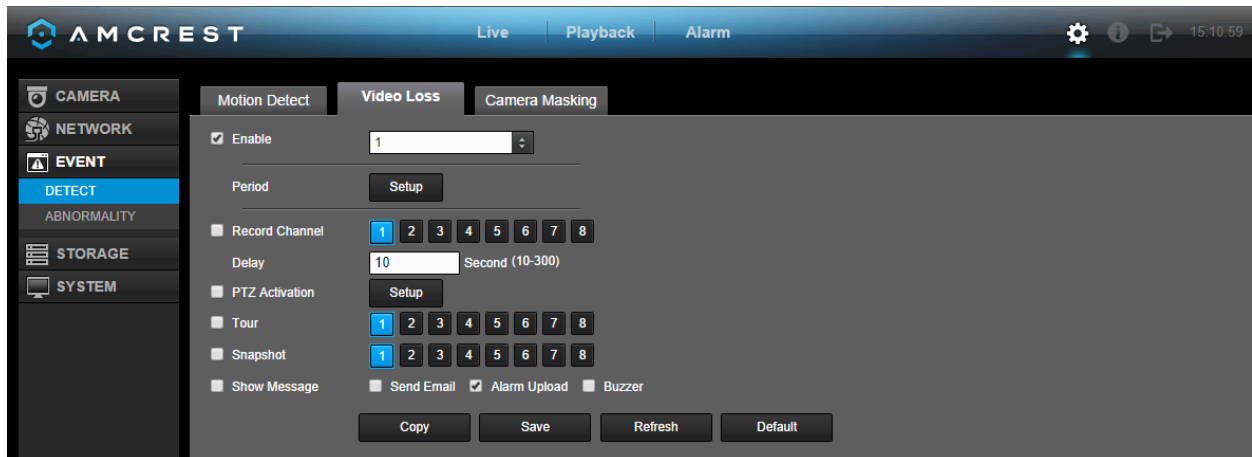 AMCREST Live Playback Alarm 15:10:59
CAMERA
NETWORK
EVENT
DETECT
ABNORMALITY
STORAGE
SYSTEM
Motion Detect Video Loss Camera Masking
Enable 1
Period Setup
Record Channel 1 2 3 4 5 6 7 8
Delay 10 Second (10-300)
PTZ Activation Setup
Tour 1 2 3 4 5 6 7 8
Snapshot 1 2 3 4 5 6 7 8
Show Message Send Email Alarm Upload Buzzer
Copy Save Refresh Default